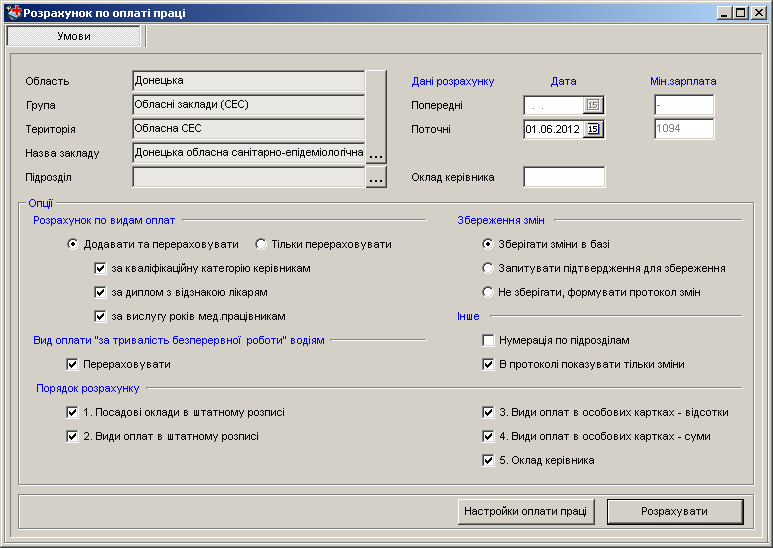 Розрахунок по оплаті праці
Умови
Область Донецька
Група Обласні заклади (СЕС)
Територія Обласна СЕС
Назва закладу Донецька обласна санітарно-епідеміологічна ...
Підрозділ ...
Дані розрахунку Дата Мін.зарплата
Попередні . . 15 -
Поточні 01.06.2012 15 1094
Оклад керівника
Опції
Розрахунок по видам оплат
Додавати та перераховувати Тільки перераховувати
за кваліфікаційну категорію керівникам
за диплом з відзнакою лікарям
за вислугу років мед.працівникам
Вид оплати "за тривалість безперервної роботи" водіям
Перераховувати
Збереження змін
Зберігати зміни в базі
Запитувати підтвердження для збереження
Не зберігати, формувати протокол змін
Інше
Нумерація по підрозділам
В протоколі показувати тільки зміни
Порядок розрахунку
1. Посадові оклади в штатному розписі
2. Види оплат в штатному розписі
3. Види оплат в особових картках - відсотки
4. Види оплат в особових картках - суми
5. Оклад керівника
Настройки оплати праці Розрахувати